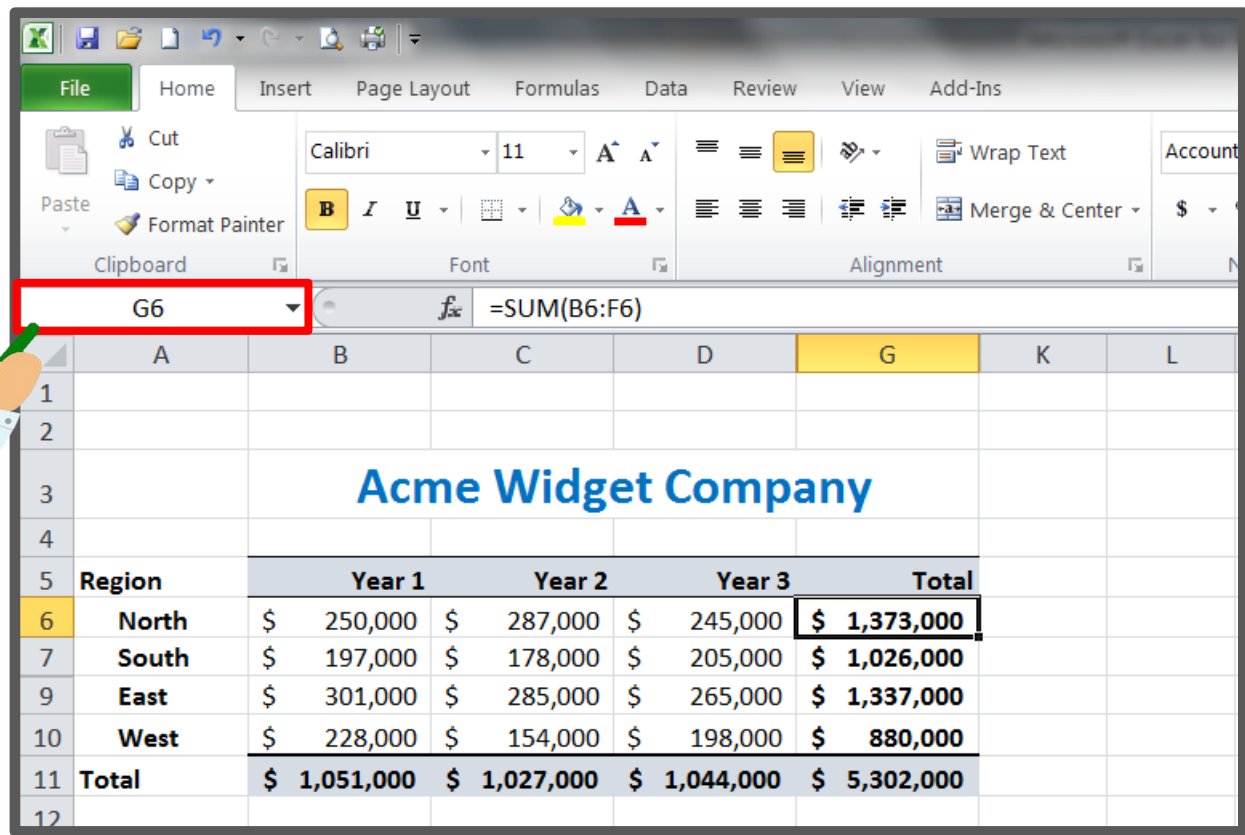 File Home Insert Page Layout Formulas Data Review View Add-Ins
Cut
Copy
Paste
Format Painter
Calibri 11 A A
B I U A
Wrap Text
Merge & Center
Account
$
Clipboard Font Alignment
G6 fx =SUM(B6:F6)
A B C D G K L
1
2
3 Acme Widget Company
4
5 Region Year 1 Year 2 Year 3 Total
6 North $ 250,000 $ 287,000 $ 245,000 $ 1,373,000
7 South $ 197,000 $ 178,000 $ 205,000 $ 1,026,000
9 East $ 301,000 $ 285,000 $ 265,000 $ 1,337,000
10 West $ 228,000 $ 154,000 $ 198,000 $ 880,000
11 Total $ 1,051,000 $ 1,027,000 $ 1,044,000 $ 5,302,000
12